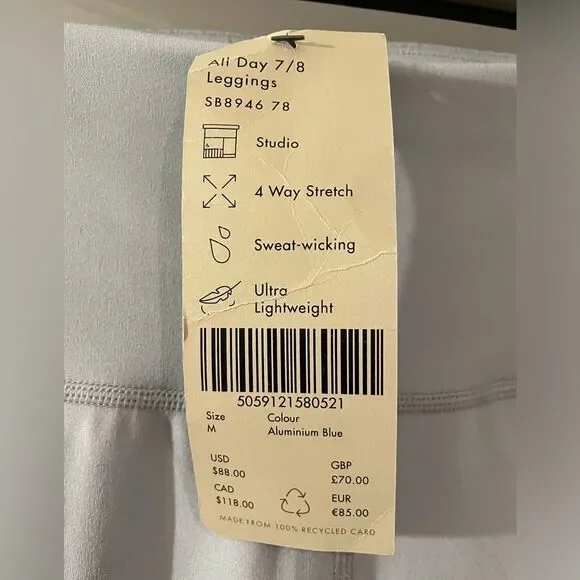 All Day 7/8
Leggings
SB8946 78
Studio
4 Way Stretch
Sweat-wicking
Ultra
Lightweight
5059121580521
Size
M
Colour
Aluminium Blue
USD
$88.00
GBP
£70.00
CAD
$118.00
EUR
€85.00
MADE FROM 100% RECYCLED CARD